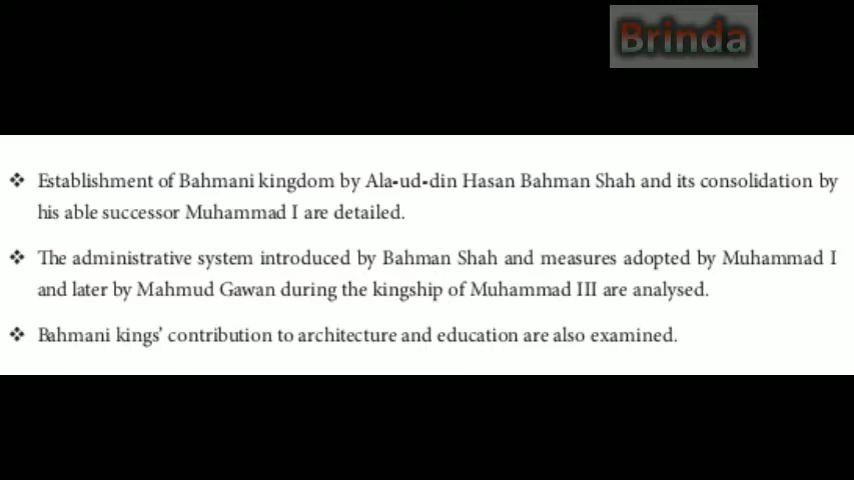 Brinda
❖ Establishment of Bahmani kingdom by Ala-ud-din Hasan Bahman Shah and its consolidation by
his able successor Muhammad I are detailed.
❖ The administrative system introduced by Bahman Shah and measures adopted by Muhammad I
and later by Mahmud Gawan during the kingship of Muhammad III are analysed.
❖ Bahmani kings’ contribution to architecture and education are also examined.